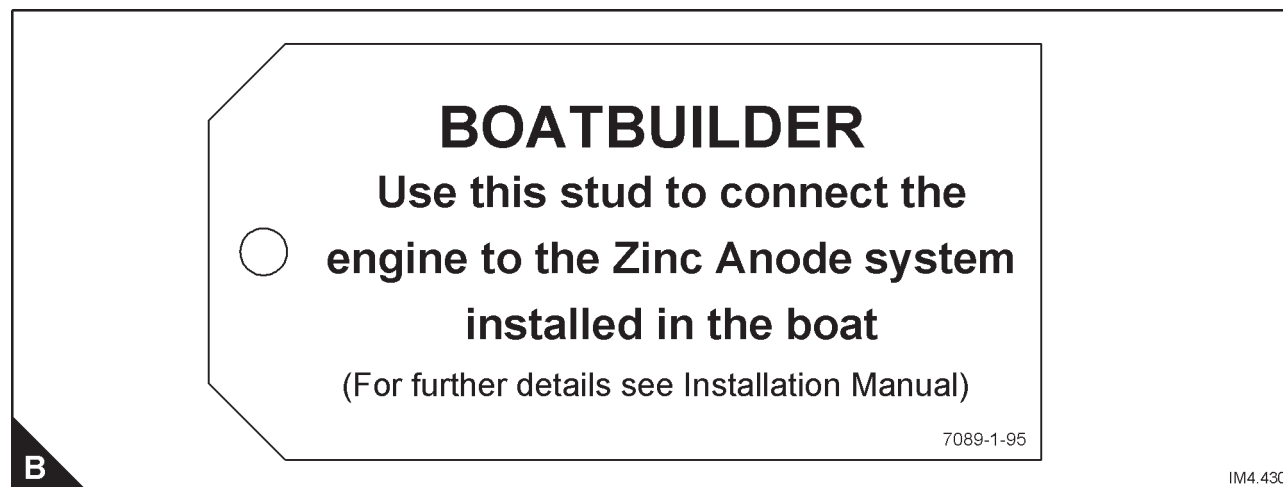 BOATBUILDER
Use this stud to connect the
engine to the Zinc Anode system
installed in the boat
(For further details see Installation Manual)
7089-1-95
B
IM4.430